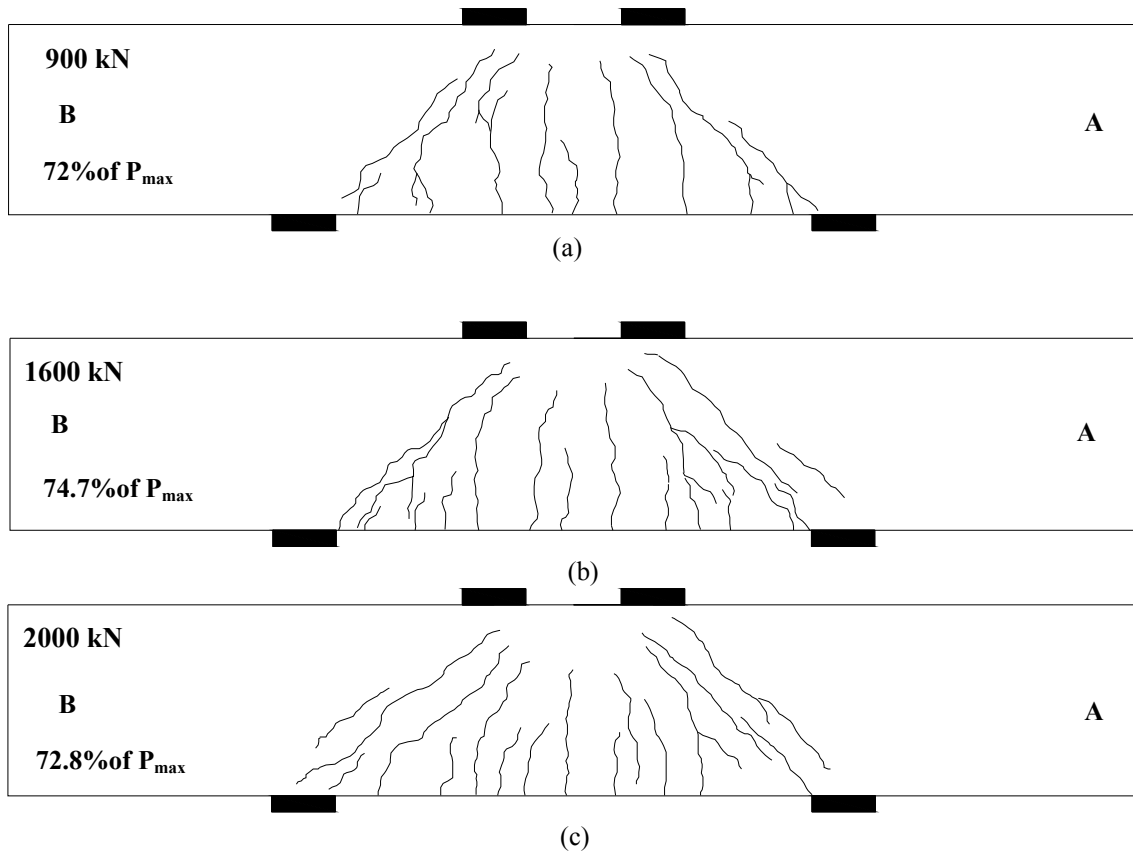 900 kN
B
A
72%of Pmax
(a)
1600 kN
B
A
74.7%of Pmax
(b)
2000 kN
B
A
72.8%of Pmax
(c)